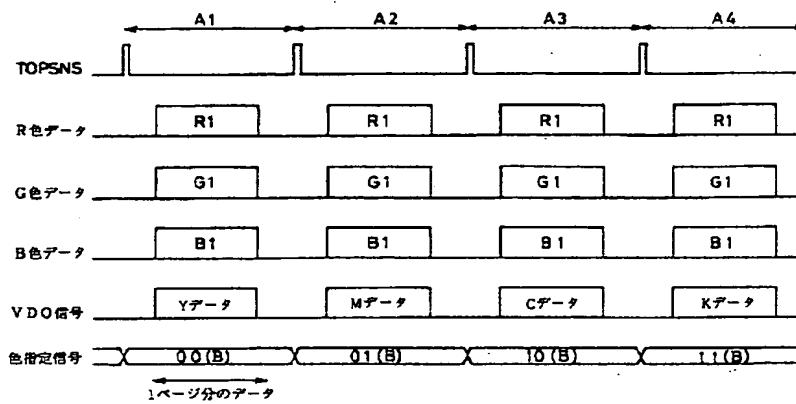 A1 A2 A3 A4
TOPSNS
R色データ R1 R1 R1 R1
G色データ G1 G1 G1 G1
B色データ B1 B1 B1 B1
VDO信号 Yデータ Mデータ Cデータ Kデータ
色指定信号 00(B) 01(B) 10(B) 11(B)
1ページ分のデータ